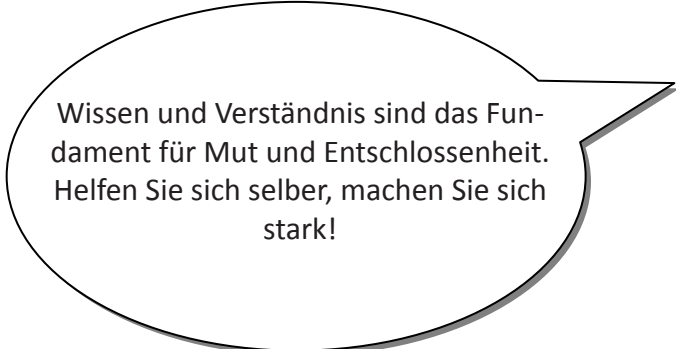 Wissen und Verständnis sind das Fun-
dament für Mut und Entschlossenheit.
Helfen Sie sich selber, machen Sie sich
stark!